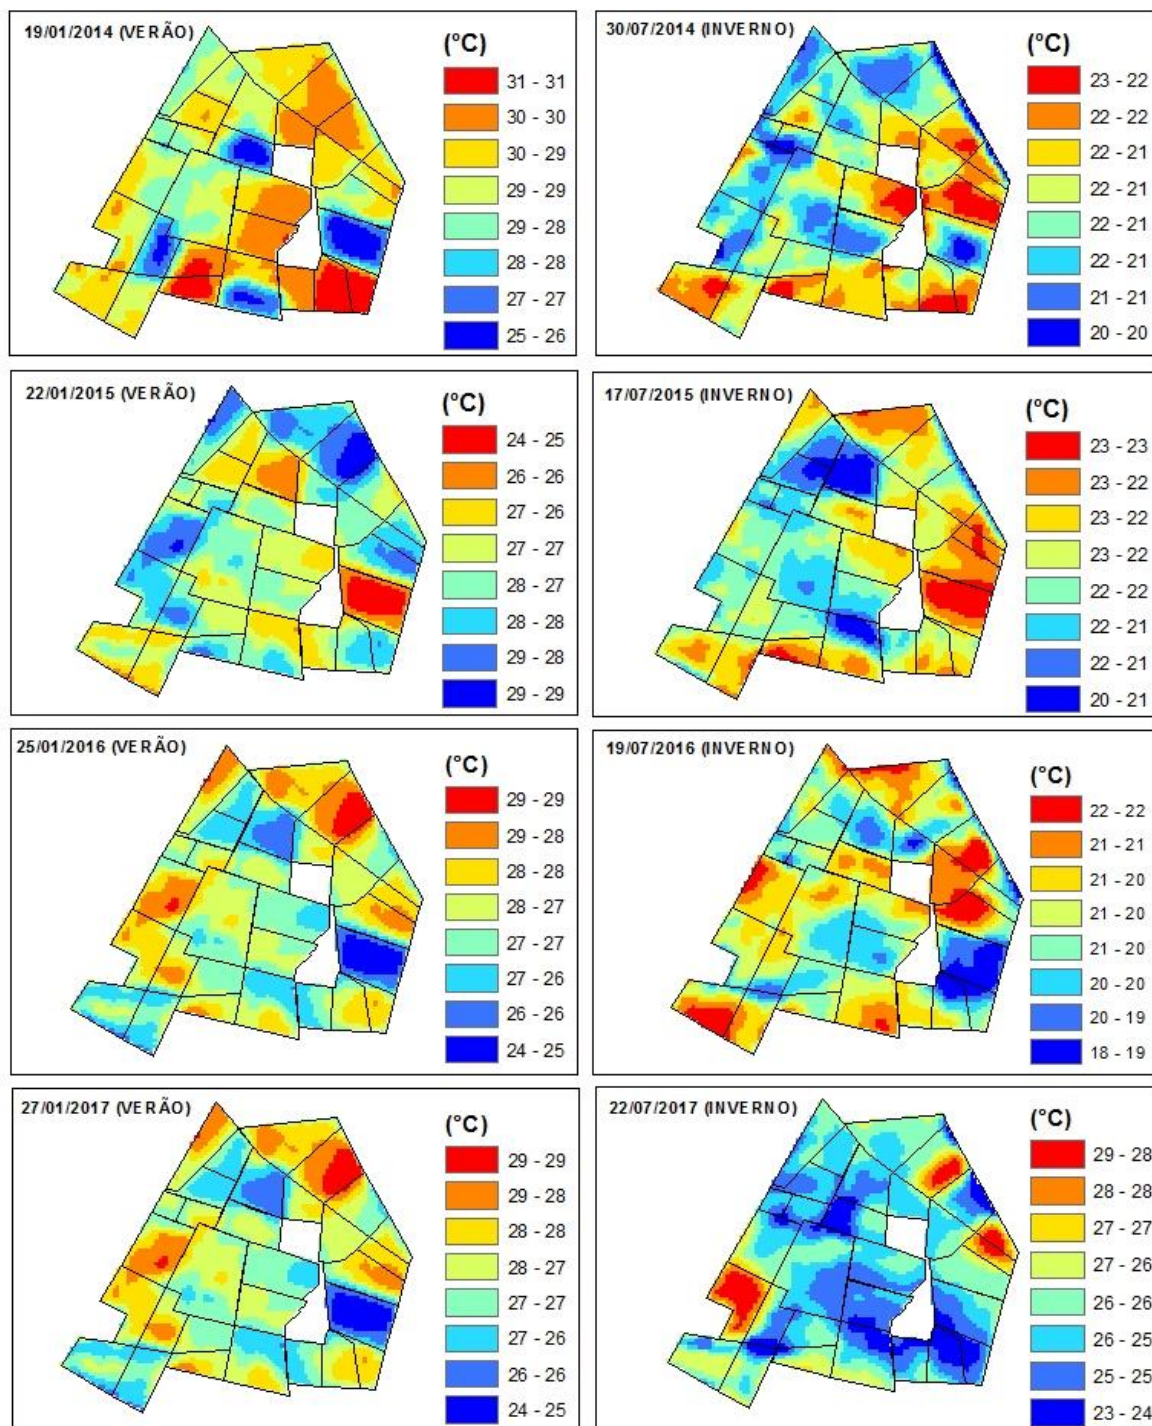 19/01/2014 (VERÃO)
(°C)
31 - 31
30 - 30
30 - 29
29 - 29
29 - 28
28 - 28
27 - 27
25 - 26
30/07/2014 (INVERNO)
(°C)
23 - 22
22 - 22
22 - 21
22 - 21
22 - 21
22 - 21
21 - 21
20 - 20
22/01/2015 (VERÃO)
(°C)
24 - 25
26 - 26
27 - 26
27 - 27
28 - 27
28 - 28
29 - 28
29 - 29
17/07/2015 (INVERNO)
(°C)
23 - 23
23 - 22
23 - 22
23 - 22
22 - 22
22 - 21
22 - 21
20 - 21
25/01/2016 (VERÃO)
(°C)
29 - 29
29 - 28
28 - 28
28 - 27
27 - 27
27 - 26
26 - 26
24 - 25
19/07/2016 (INVERNO)
(°C)
22 - 22
21 - 21
21 - 20
21 - 20
21 - 20
20 - 20
20 - 19
18 - 19
27/01/2017 (VERÃO)
(°C)
29 - 29
29 - 28
28 - 28
28 - 27
27 - 27
27 - 26
26 - 26
24 - 25
22/07/2017 (INVERNO)
(°C)
29 - 28
28 - 28
27 - 27
27 - 26
26 - 26
26 - 25
25 - 25
23 - 24